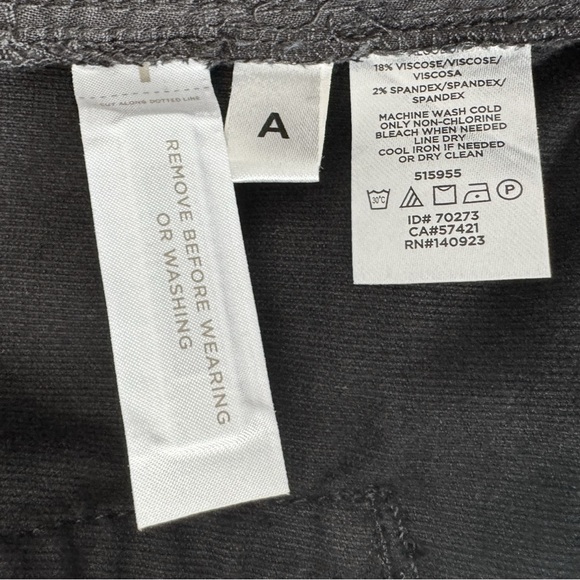 CUT ALONG DOTTED LINE
REMOVE BEFORE WEARING
OR WASHING
A
18% VISCOSE/VISCOSE/
VISCOSA
2% SPANDEX/SPANDEX/
SPANDEX
MACHINE WASH COLD
ONLY NON-CHLORINE
BLEACH WHEN NEEDED
LINE DRY
COOL IRON IF NEEDED
OR DRY CLEAN
515955
30°C
P
ID# 70273
CA#57421
RN#140923